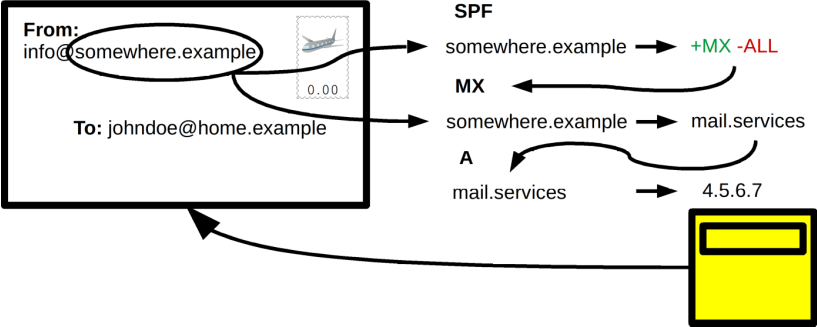 From:
info@somewhere.example
0.00
To: johndoe@home.example
SPF
somewhere.example
+MX -ALL
MX
somewhere.example
mail.services
A
mail.services
4.5.6.7